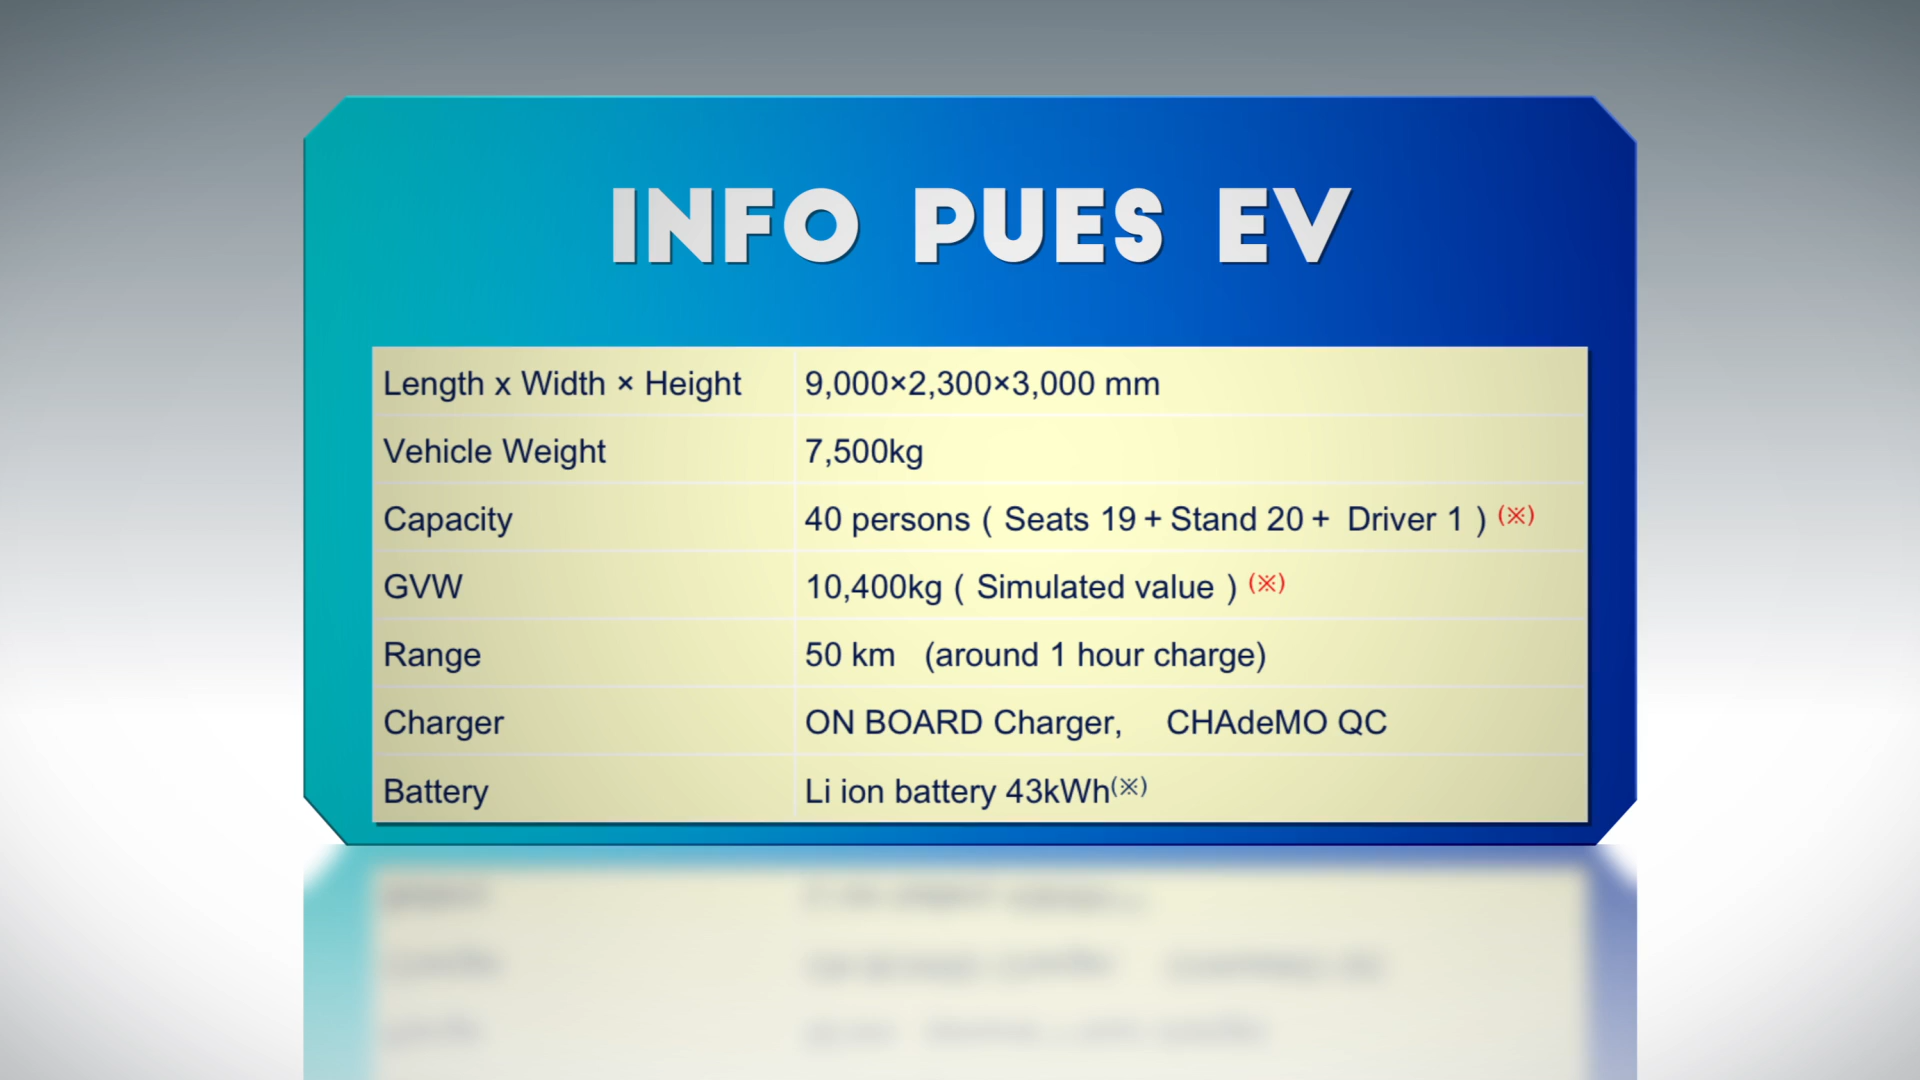 INFO PUES EV
Length x Width × Height 9,000×2,300×3,000 mm
Vehicle Weight 7,500kg
Capacity 40 persons ( Seats 19 + Stand 20 + Driver 1 ) (※)
GVW 10,400kg ( Simulated value ) (※)
Range 50 km (around 1 hour charge)
Charger ON BOARD Charger, CHAdeMO QC
Battery Li ion battery 43kWh(※)